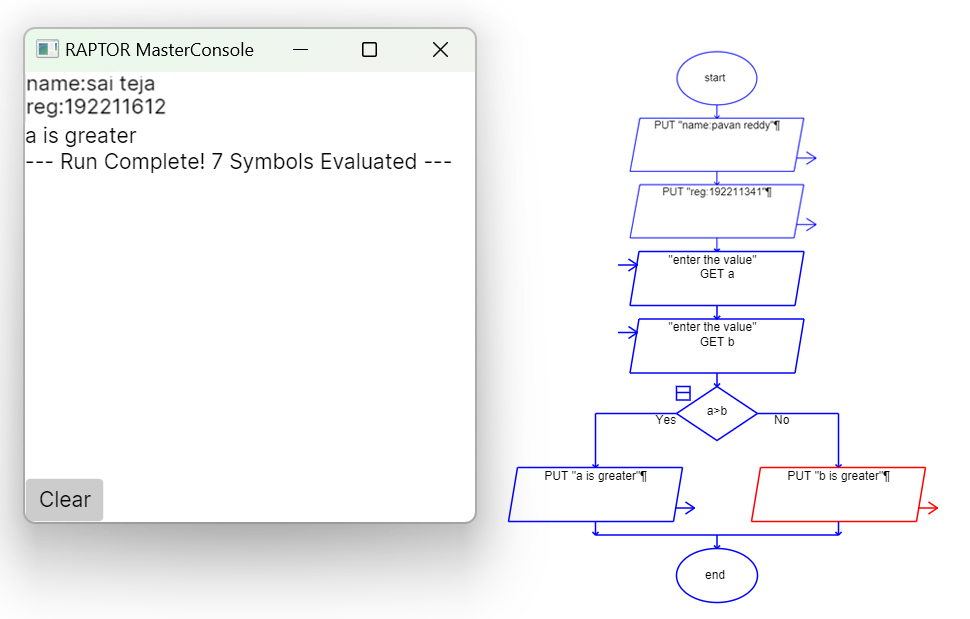 RAPTOR MasterConsole
name:sai teja
reg:192211612
a is greater
--- Run Complete! 7 Symbols Evaluated ---
Clear
start
PUT "name:pavan reddy"¶
PUT "reg:192211341"¶
"enter the value"
GET a
"enter the value"
GET b
a>b
Yes
No
PUT "a is greater"¶
PUT "b is greater"¶
end